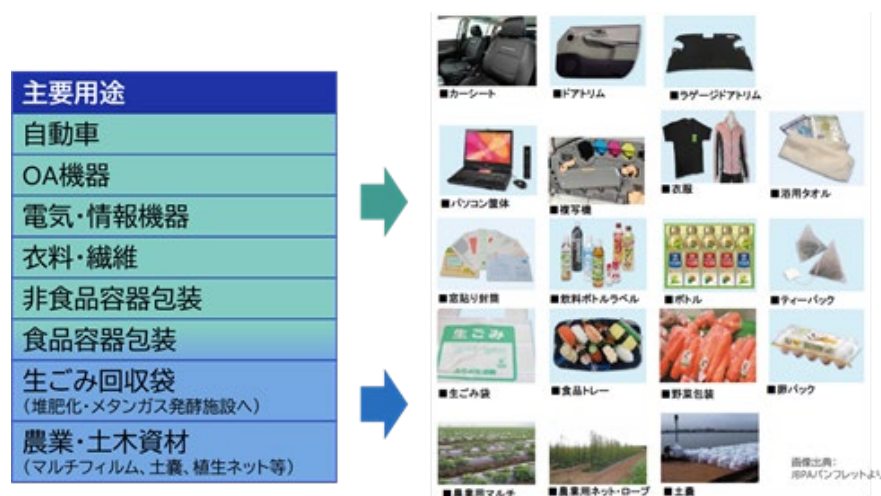 主要用途
自動車
OA機器
電気・情報機器
衣料・繊維
非食品容器包装
食品容器包装
生ごみ回収袋
(堆肥化・メタンガス発酵施設へ)
農業・土木資材
(マルチフィルム、土嚢、植生ネット等)
■カーシート
■ドアトリム
■ラゲージドアトリム
■パソコン筐体
■複写機
■衣服
■浴用タオル
■窓貼り封筒
■飲料ボトルラベル
■ボトル
■ティーパック
生ごみ
■生ごみ袋
■食品トレー
■野菜包装
■卵パック
■農業用マルチ
■農業用ネット・ロープ
■土嚢
画像出典:
JBPAパンフレットより